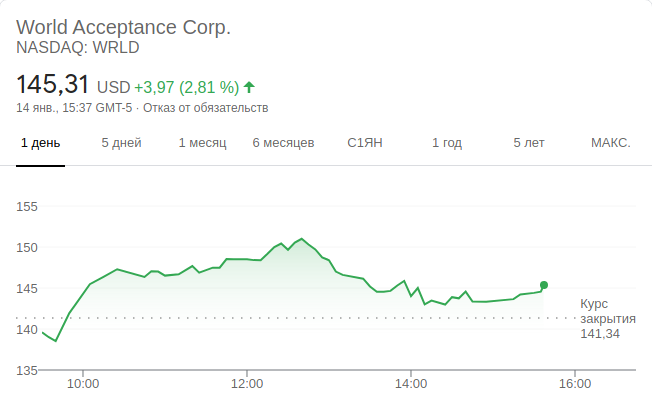 World Acceptance Corp.
NASDAQ: WRLD
145,31 USD +3,97 (2,81 %)
14 янв., 15:37 GMT-5 · Отказ от обязательств
1 день 5 дней 1 месяц 6 месяцев С1ЯН 1 год 5 лет МАКС.
155
150
145
140
135
Курс
закрытия
141,34
10:00 12:00 14:00 16:00